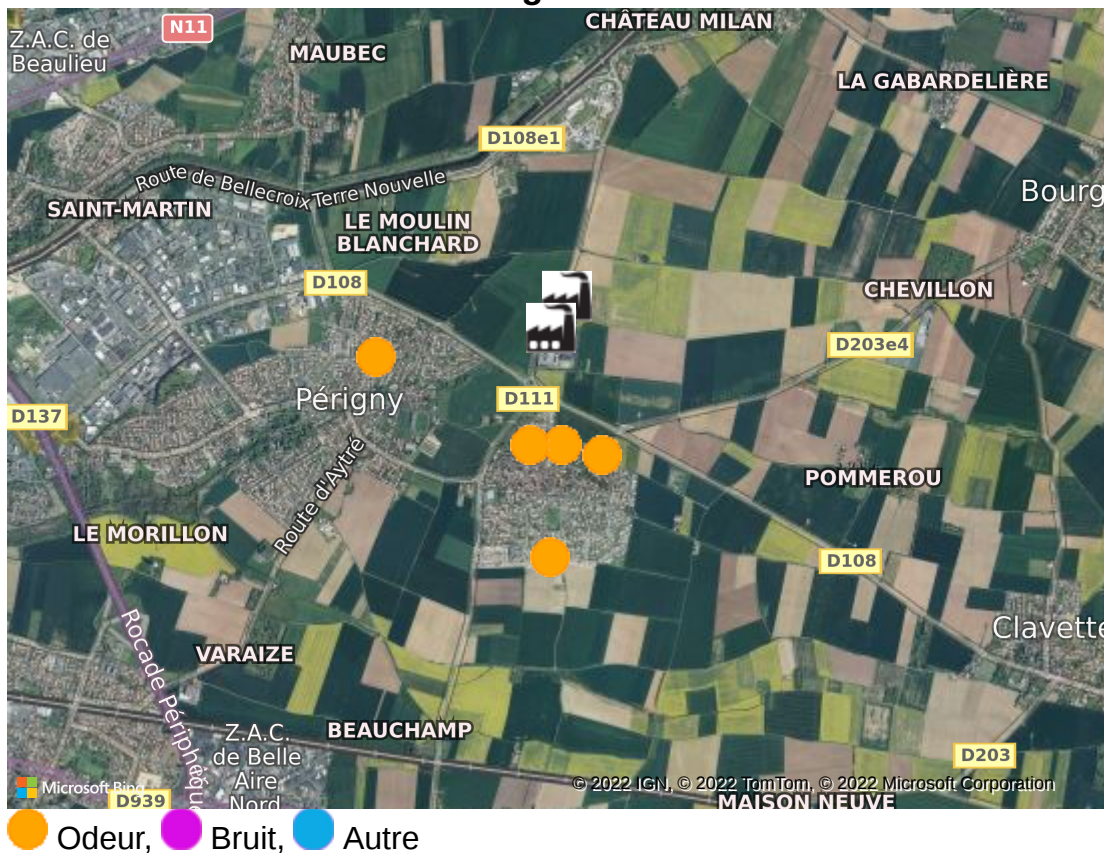 N11
CHÂTEAU MILAN
Z.A.C. de
Beaulieu
MAUBEC
LA GABARDELIÈRE
D108e1
Route de Bellecroix Terre Nouvelle
SAINT-MARTIN
Bourg
LE MOULIN
BLANCHARD
D108
CHEVILLON
D203e4
Périgny
D111
D137
Route d'Aytré
POMMEROU
LE MORILLON
D108
Rocade Périphérique
Clavette
VARAIZE
Z.A.C.
de Belle
Aire
Nord
BEAUCHAMP
D203
Microsoft Bing
© 2022 IGN, © 2022 TomTom, © 2022 Microsoft Corporation
D939
MAISON NEUVE
Odeur, Bruit, Autre